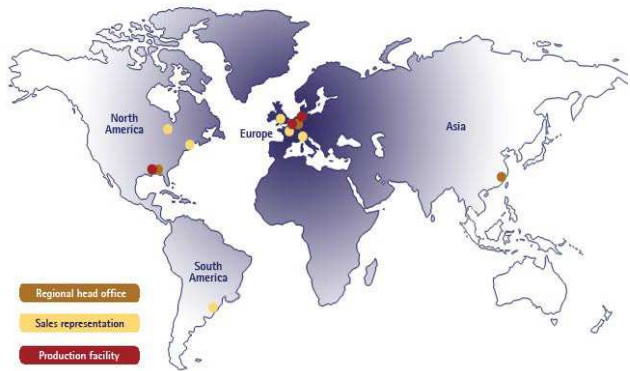 North
America
Europe
Asia
South
America
Regional head office
Sales representation
Production facility